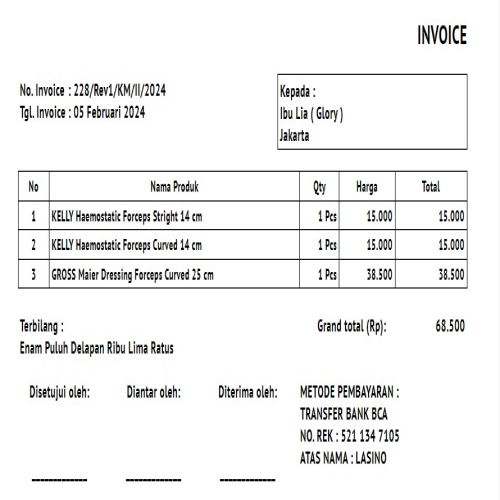 INVOICE
No. Invoice : 228/Rev1/KM/II/2024
Tgl. Invoice : 05 Februari 2024
Kepada :
Ibu Lia ( Glory )
Jakarta
No Nama Produk Qty Harga Total
1 KELLY Haemostatic Forceps Stright 14 cm 1 Pcs 15.000 15.000
2 KELLY Haemostatic Forceps Curved 14 cm 1 Pcs 15.000 15.000
3 GROSS Maier Dressing Forceps Curved 25 cm 1 Pcs 38.500 38.500
Terbilang : Grand total (Rp): 68.500
Enam Puluh Delapan Ribu Lima Ratus
Disetujui oleh: Diantar oleh: Diterima oleh:
METODE PEMBAYARAN :
TRANSFER BANK BCA
NO. REK : 521 134 7105
ATAS NAMA : LASINO